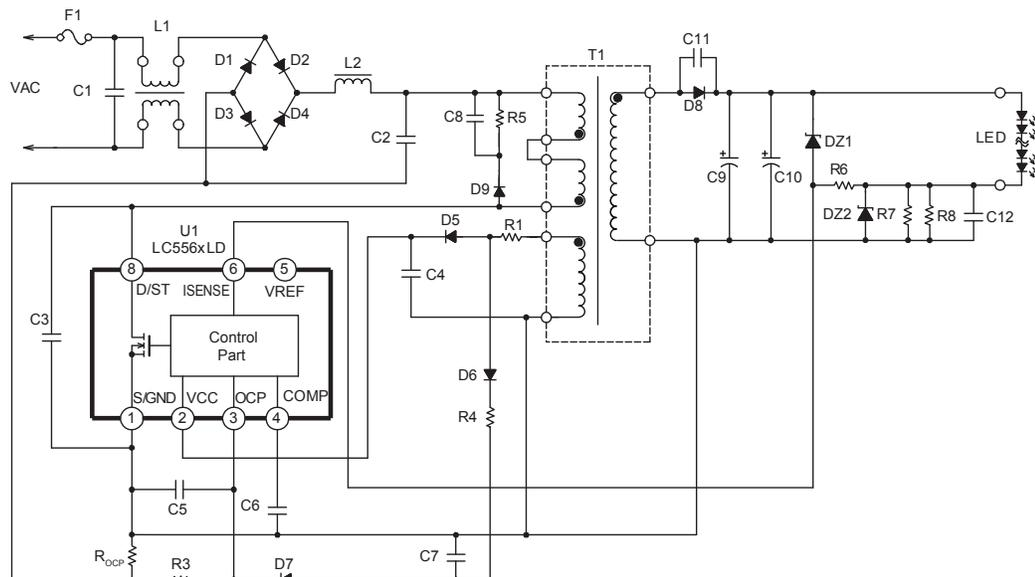 F1
L1
C11
T1
D1
D2
L2
VAC
C1
D8
D3
D4
C8
R5
C2
DZ1
LED
D9
C9
C10
R6
DZ2
R7
R8
C12
U1
LC556xLD
D5
R1
8
6
5
C4
D/ST
ISENSE
VREF
C3
Control
Part
D6
S/GND
VCC
OCP
COMP
R4
1
2
3
4
C5
C6
ROCP
R3
D7
C7